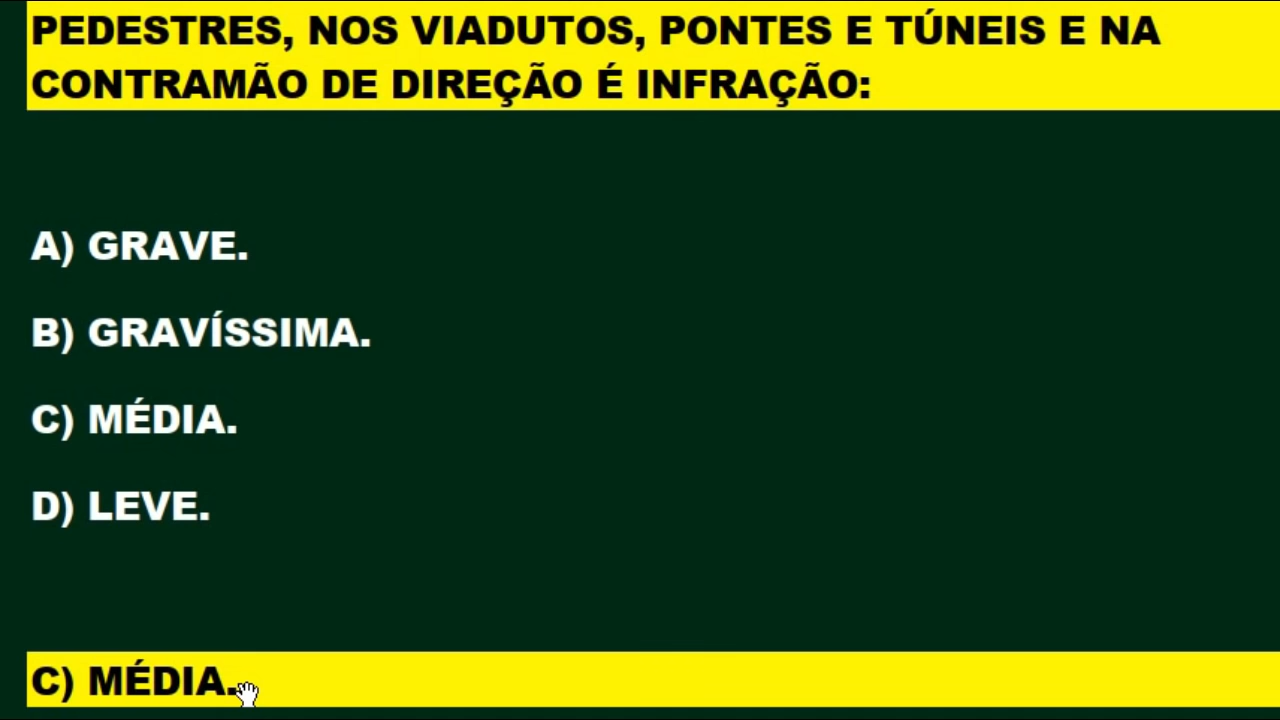 PEDESTRES, NOS VIADUTOS, PONTES E TÚNEIS E NA
CONTRAMÃO DE DIREÇÃO É INFRAÇÃO:
A) GRAVE.
B) GRAVÍSSIMA.
C) MÉDIA.
D) LEVE.
C) MÉDIA.